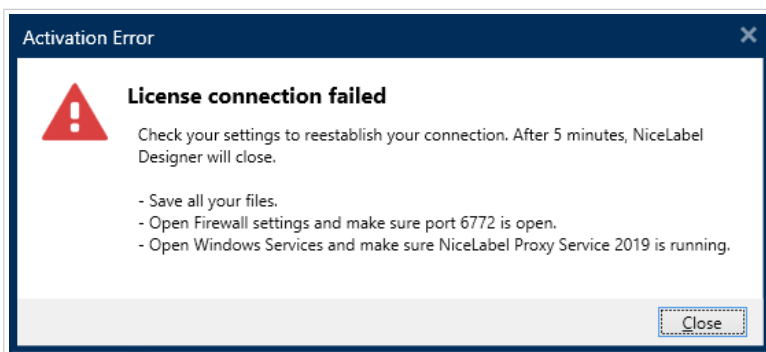 Activation Error
License connection failed
Check your settings to reestablish your connection. After 5 minutes, NiceLabel
Designer will close.
- Save all your files.
- Open Firewall settings and make sure port 6772 is open.
- Open Windows Services and make sure NiceLabel Proxy Service 2019 is running.
Close